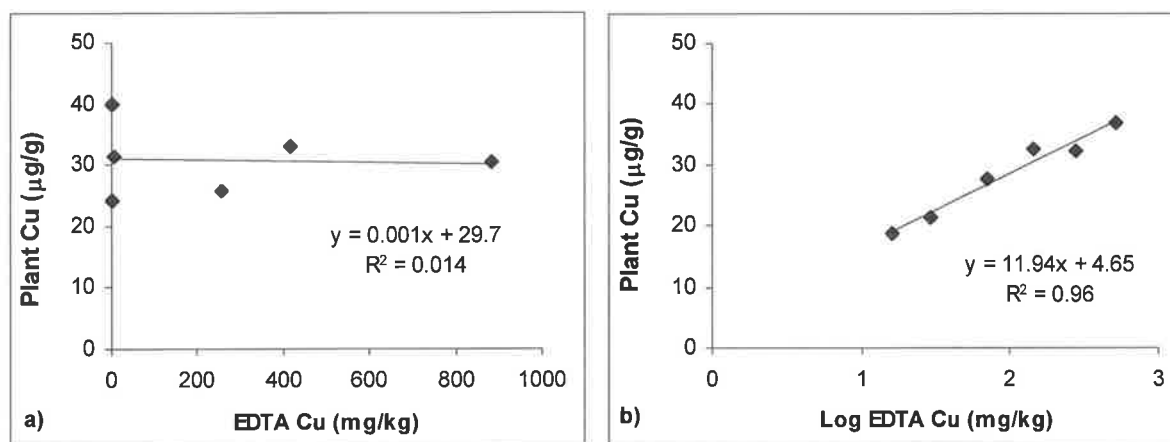 50
40
30
20
10
0
Plant Cu (μg/g)
y = 0.001x + 29.7
R² = 0.014
0 200 400 600 800 1000
a) EDTA Cu (mg/kg)
50
40
30
20
10
0
Plant Cu (μg/g)
y = 11.94x + 4.65
R² = 0.96
0 1 2 3
b) Log EDTA Cu (mg/kg)